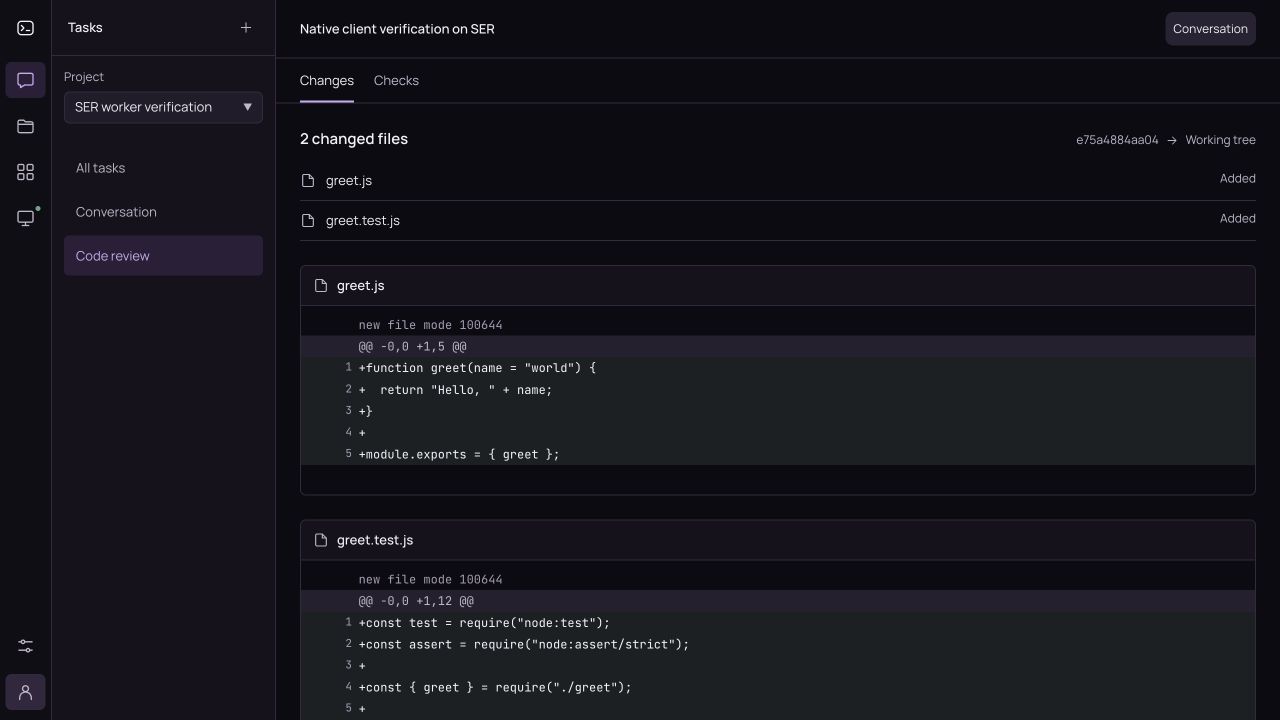 Tasks
Project
SER worker verification
All tasks
Conversation
Code review
Native client verification on SER
Conversation
Changes
Checks
2 changed files
e75a4884aa04 → Working tree
greet.js
Added
greet.test.js
Added
greet.js
new file mode 100644
@@ -0,0 +1,5 @@
1 +function greet(name = "world") {
2 +  return "Hello, " + name;
3 +}
4 +
5 +module.exports = { greet };
greet.test.js
new file mode 100644
@@ -0,0 +1,12 @@
1 +const test = require("node:test");
2 +const assert = require("node:assert/strict");
3 +
4 +const { greet } = require("./greet");
5 +